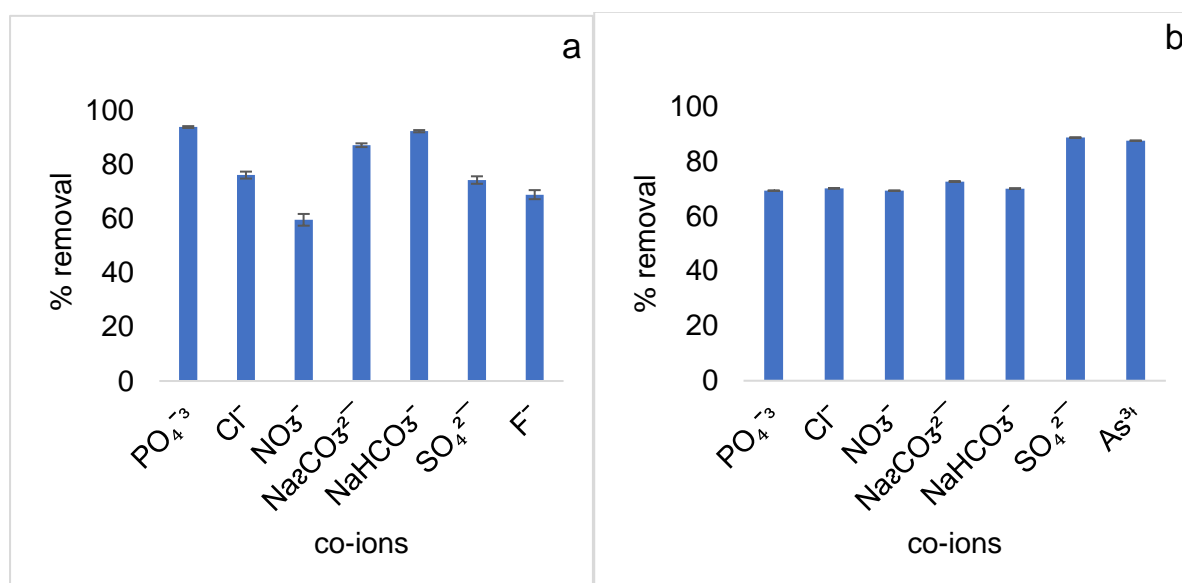 a
% removal
100
80
60
40
20
0
PO₄⁻³
Cl⁻
NO₃⁻
Na₂CO₃²⁻
NaHCO₃⁻
SO₄²⁻
F⁻
co-ions
b
% removal
100
80
60
40
20
0
PO₄⁻³
Cl⁻
NO₃⁻
Na₂CO₃²⁻
NaHCO₃⁻
SO₄²⁻
co-ions